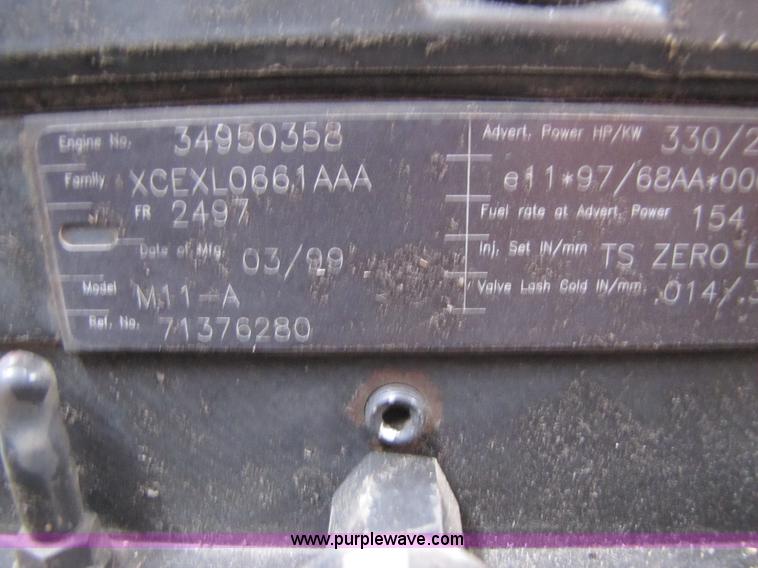 Engine No. 34950358
Family XCEXL0661AAA
FR 2497
Date of Mfg. 03/99
Model M11-A
Ref. No. 71376280
Advert. Power HP/KW 330/2
e11*97/68AA*00
Fuel rate at Advert. Power 154
Inj. Set IN/mm TS ZERO L
Valve Lash Cold IN/mm. .014/.3
www.purplewave.com